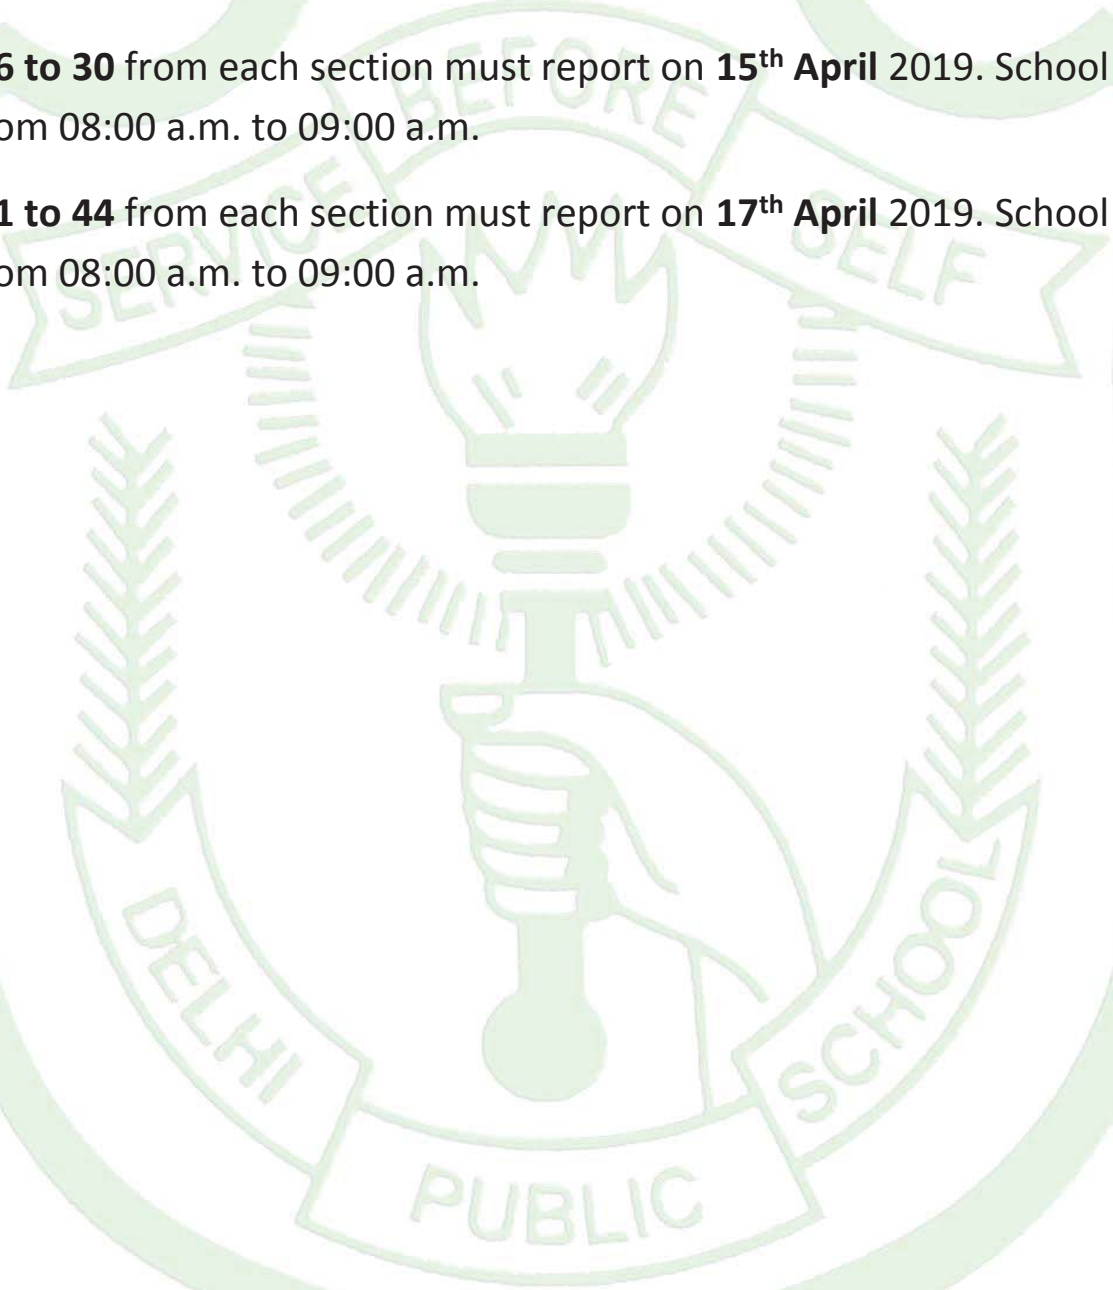 6 to 30 from each section must report on 15th April 2019. School
om 08:00 a.m. to 09:00 a.m.
1 to 44 from each section must report on 17th April 2019. School
om 08:00 a.m. to 09:00 a.m.
SERVICE BEFORE SELF
DELHI PUBLIC SCHOOL